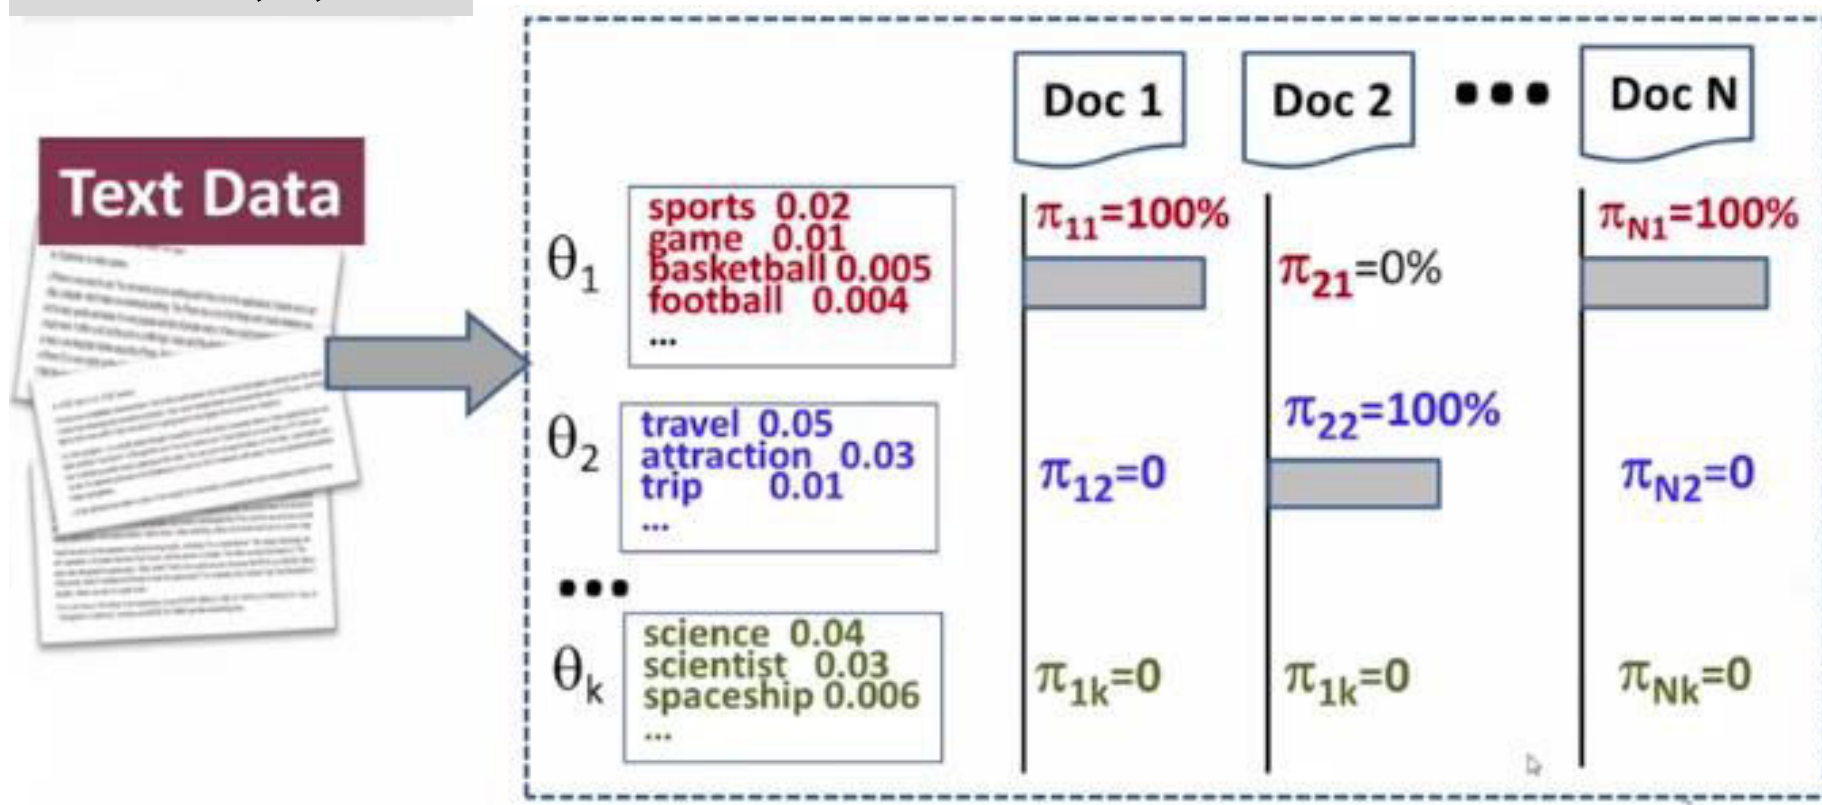 Text Data
Doc 1
Doc 2
•••
Doc N
θ1
sports 0.02
game 0.01
basketball 0.005
football 0.004
...
π11=100%
π21=0%
πN1=100%
θ2
travel 0.05
attraction 0.03
trip 0.01
...
π12=0
π22=100%
πN2=0
•••
θk
science 0.04
scientist 0.03
spaceship 0.006
...
π1k=0
π1k=0
πNk=0